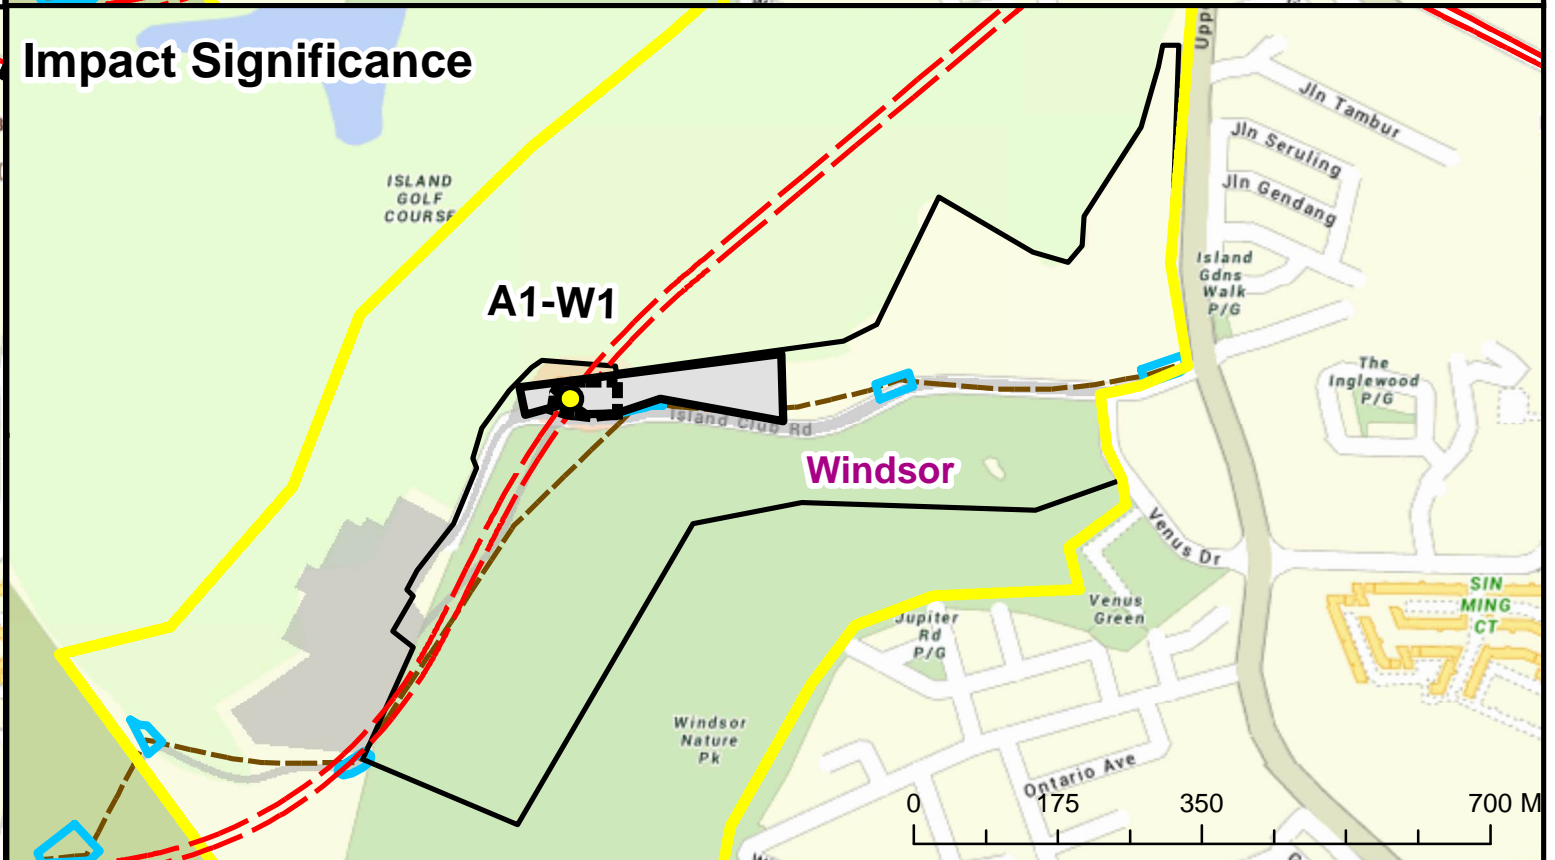 Impact Significance
Upp
Jln Tambur
Jln Seruling
Jln Gendang
ISLAND
GOLF
COURSE
Island
Gdns
Walk
P/G
A1-W1
The
Inglewood
P/G
Island Club Rd
Windsor
Venus Dr
SIN
MING
CT
Venus
Green
Jupiter
Rd
P/G
Windsor
Nature
Pk
Ontario Ave
0 175 350 700 M